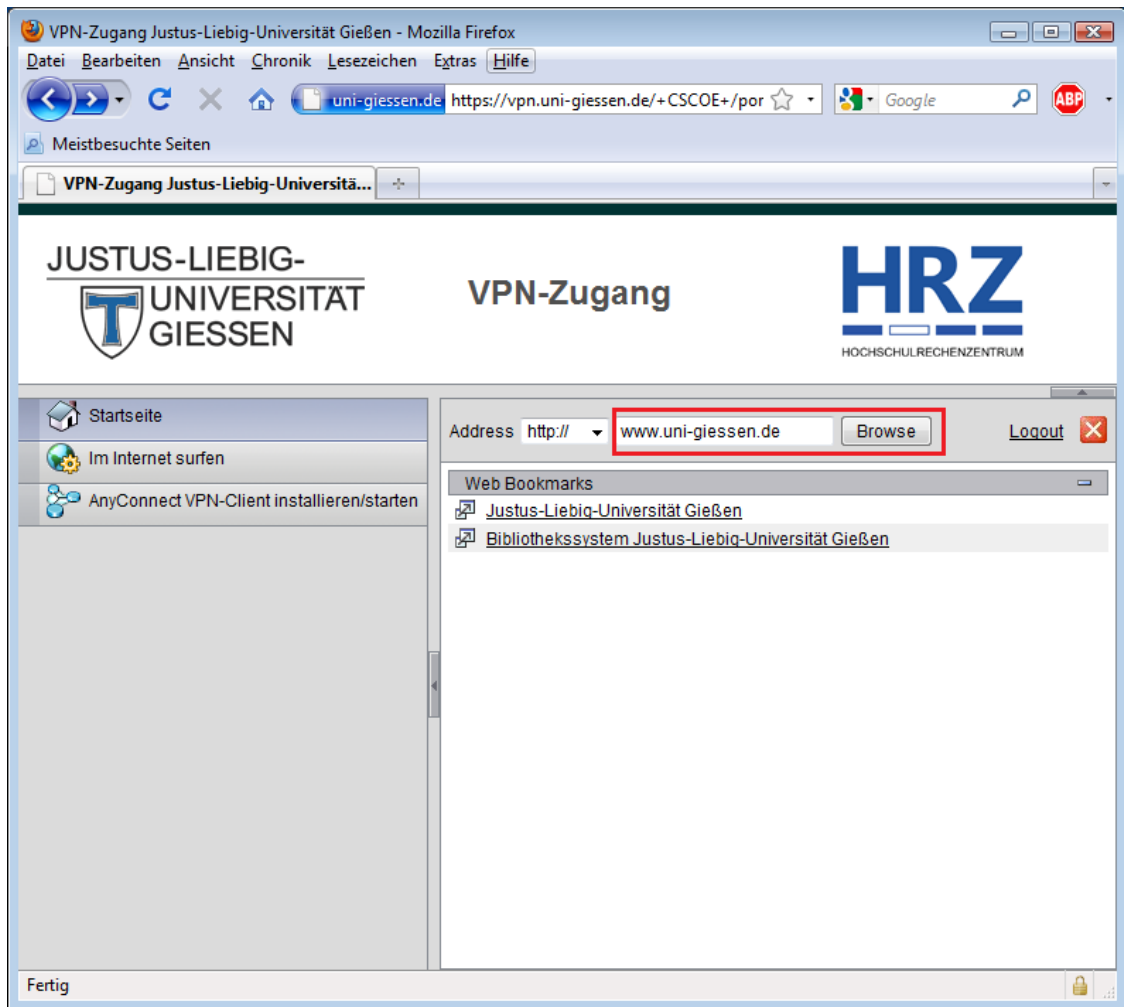 VPN-Zugang Justus-Liebig-Universität Gießen - Mozilla Firefox
Datei Bearbeiten Ansicht Chronik Lesezeichen Extras Hilfe
uni-giessen.de https://vpn.uni-giessen.de/+CSCOE+/por Google ABP
Meistbesuchte Seiten
VPN-Zugang Justus-Liebig-Universitä...
JUSTUS-LIEBIG-
UNIVERSITÄT
GIESSEN
VPN-Zugang
HRZ
HOCHSCHULRECHENZENTRUM
Startseite
Im Internet surfen
AnyConnect VPN-Client installieren/starten
Address http:// www.uni-giessen.de Browse Logout
Web Bookmarks
Justus-Liebig-Universität Gießen
Bibliothekssystem Justus-Liebig-Universität Gießen
Fertig